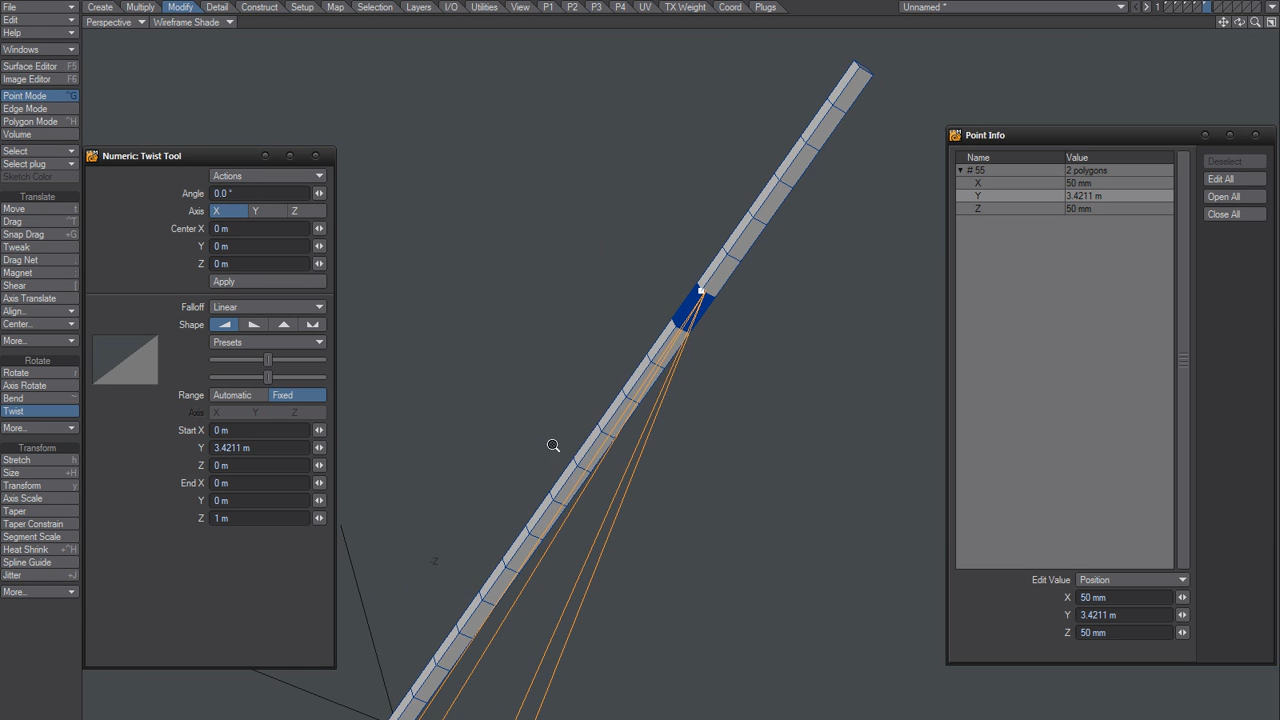 File
Create Multiply Modify Detail Construct Setup Map Selection Layers I/O Utilities View P1 P2 P3 P4 UV TX Weight Coord Plugs Unnamed * 1
Edit
Perspective Wireframe Shade
Help
Windows
Surface Editor F5
Image Editor F6
Point Mode ^G
Edge Mode
Polygon Mode ^H
Volume
Select
Select plug
Sketch Color
Translate
Move t
Drag ^T
Snap Drag +G
Tweak
Drag Net ;
Magnet :
Shear [
Axis Translate
Align...
Center...
More...
Rotate
Rotate r
Axis Rotate
Bend ~
Twist
More...
Transform
Stretch h
Size +H
Transform y
Axis Scale
Taper
Taper Constrain
Segment Scale
Heat Shrink +^H
Spline Guide
Jitter +J
More...
Numeric: Twist Tool
Actions
Angle 0.0 °
Axis X Y Z
Center X 0 m
Y 0 m
Z 0 m
Apply
Falloff Linear
Shape
Presets
Range Automatic Fixed
Axis X Y Z
Start X 0 m
Y 3.4211 m
Z 0 m
End X 0 m
Y 0 m
Z 1 m
-Z
Point Info
Name Value
# 55 2 polygons
X 50 mm
Y 3.4211 m
Z 50 mm
Deselect
Edit All
Open All
Close All
Edit Value Position
X 50 mm
Y 3.4211 m
Z 50 mm